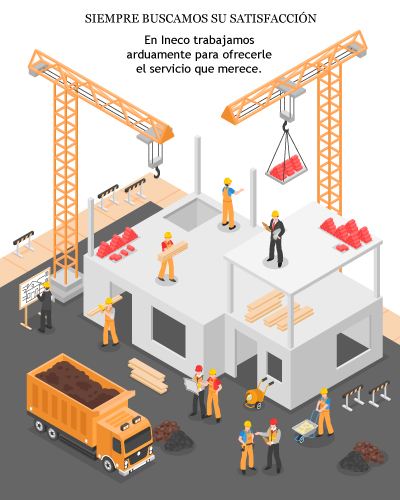 SIEMPRE BUSCAMOS SU SATISFACCIÓN
En Ineco trabajamos
arduamente para ofrecerle
el servicio que merece.